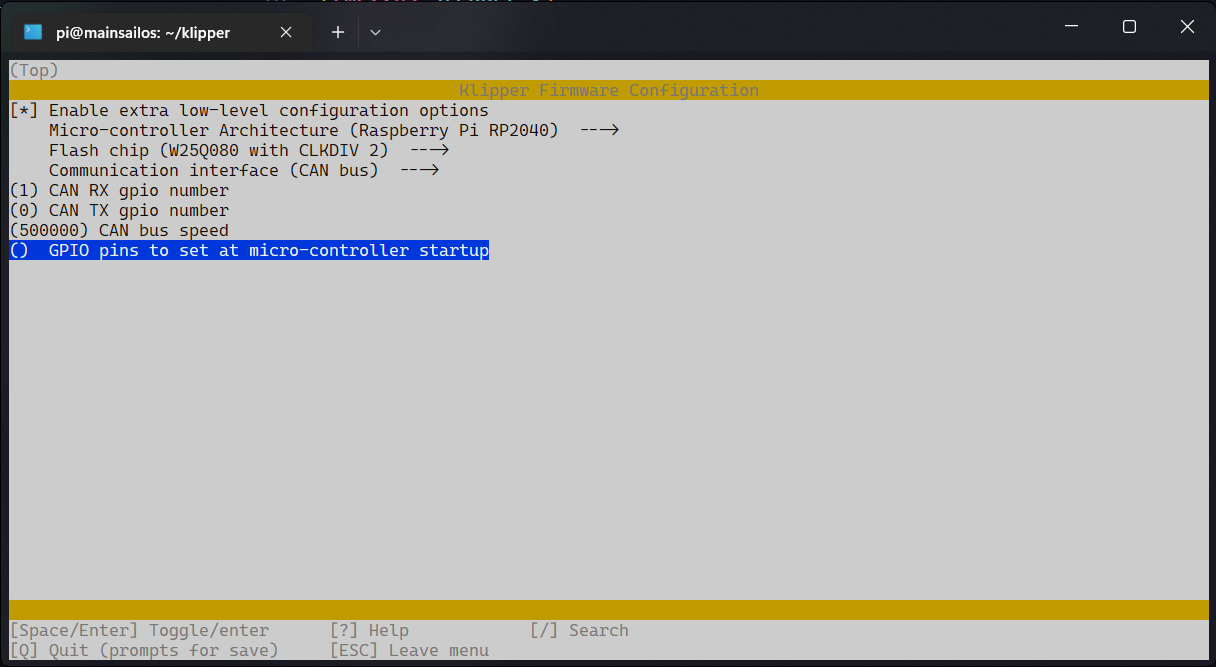 pi@mainsailos: ~/klipper
(Top)
Klipper Firmware Configuration
[*] Enable extra low-level configuration options
Micro-controller Architecture (Raspberry Pi RP2040) --->
Flash chip (W25Q080 with CLKDIV 2) --->
Communication interface (CAN bus) --->
(1) CAN RX gpio number
(0) CAN TX gpio number
(500000) CAN bus speed
() GPIO pins to set at micro-controller startup
[Space/Enter] Toggle/enter [?] Help [/] Search
[Q] Quit (prompts for save) [ESC] Leave menu